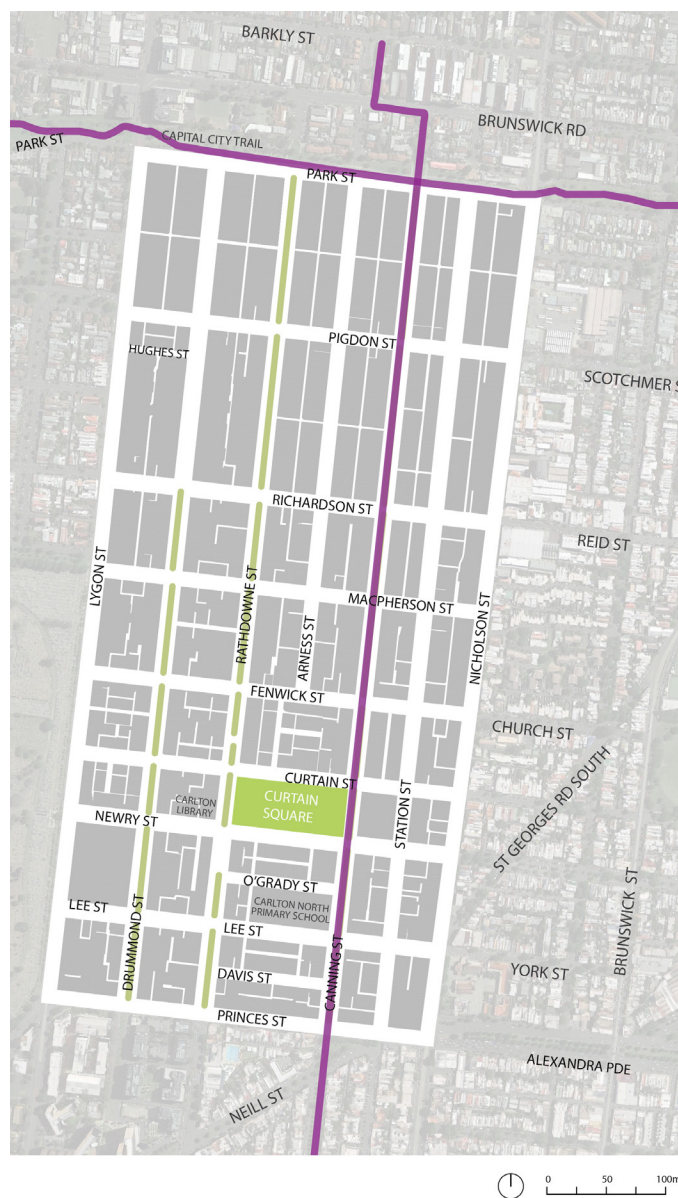 BARKLY ST
BRUNSWICK RD
PARK ST
CAPITAL CITY TRAIL
PARK ST
PIGDON ST
HUGHES ST
SCOTCHMER S
RICHARDSON ST
REID ST
LYGON ST
RATHDOWNE ST
MACPHERSON ST
ARNESS ST
NICHOLSON ST
FENWICK ST
CHURCH ST
CURTAIN ST
CURTAIN
SQUARE
CARLTON
LIBRARY
STATION ST
ST GEORGES RD SOUTH
NEWRY ST
O'GRADY ST
CARLTON NORTH
PRIMARY SCHOOL
LEE ST
LEE ST
DRUMMOND ST
CANNING ST
BRUNSWICK ST
DAVIS ST
YORK ST
PRINCES ST
ALEXANDRA PDE
NEILL ST
0 50 100m